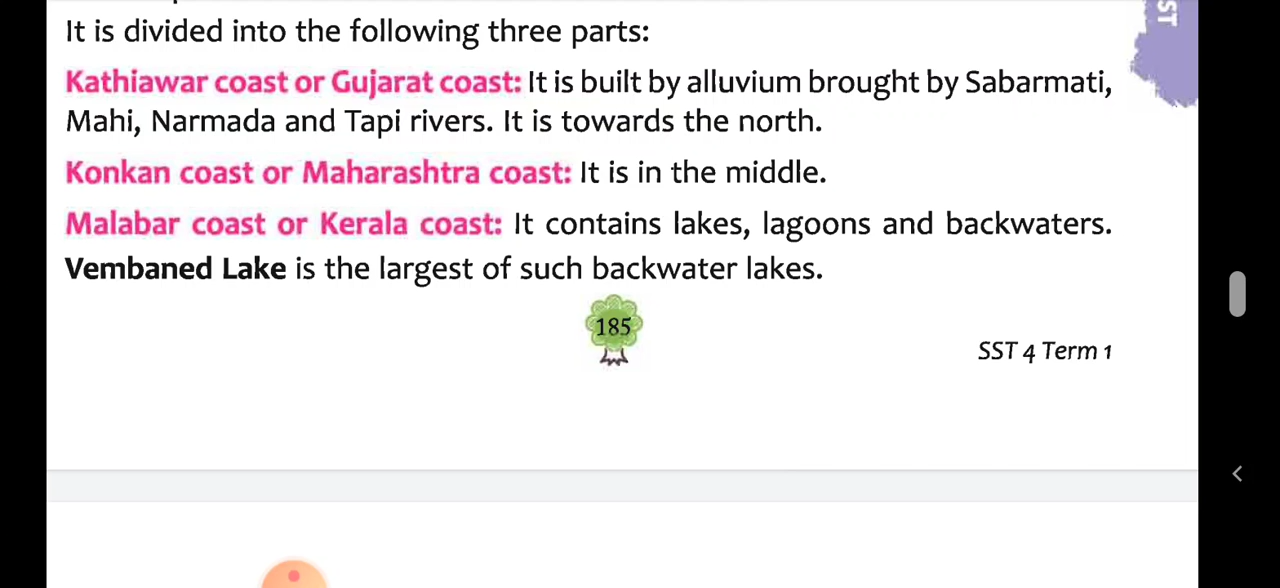 ST
It is divided into the following three parts:
Kathiawar coast or Gujarat coast: It is built by alluvium brought by Sabarmati,
Mahi, Narmada and Tapi rivers. It is towards the north.
Konkan coast or Maharashtra coast: It is in the middle.
Malabar coast or Kerala coast: It contains lakes, lagoons and backwaters.
Vembaned Lake is the largest of such backwater lakes.
185
SST 4 Term 1